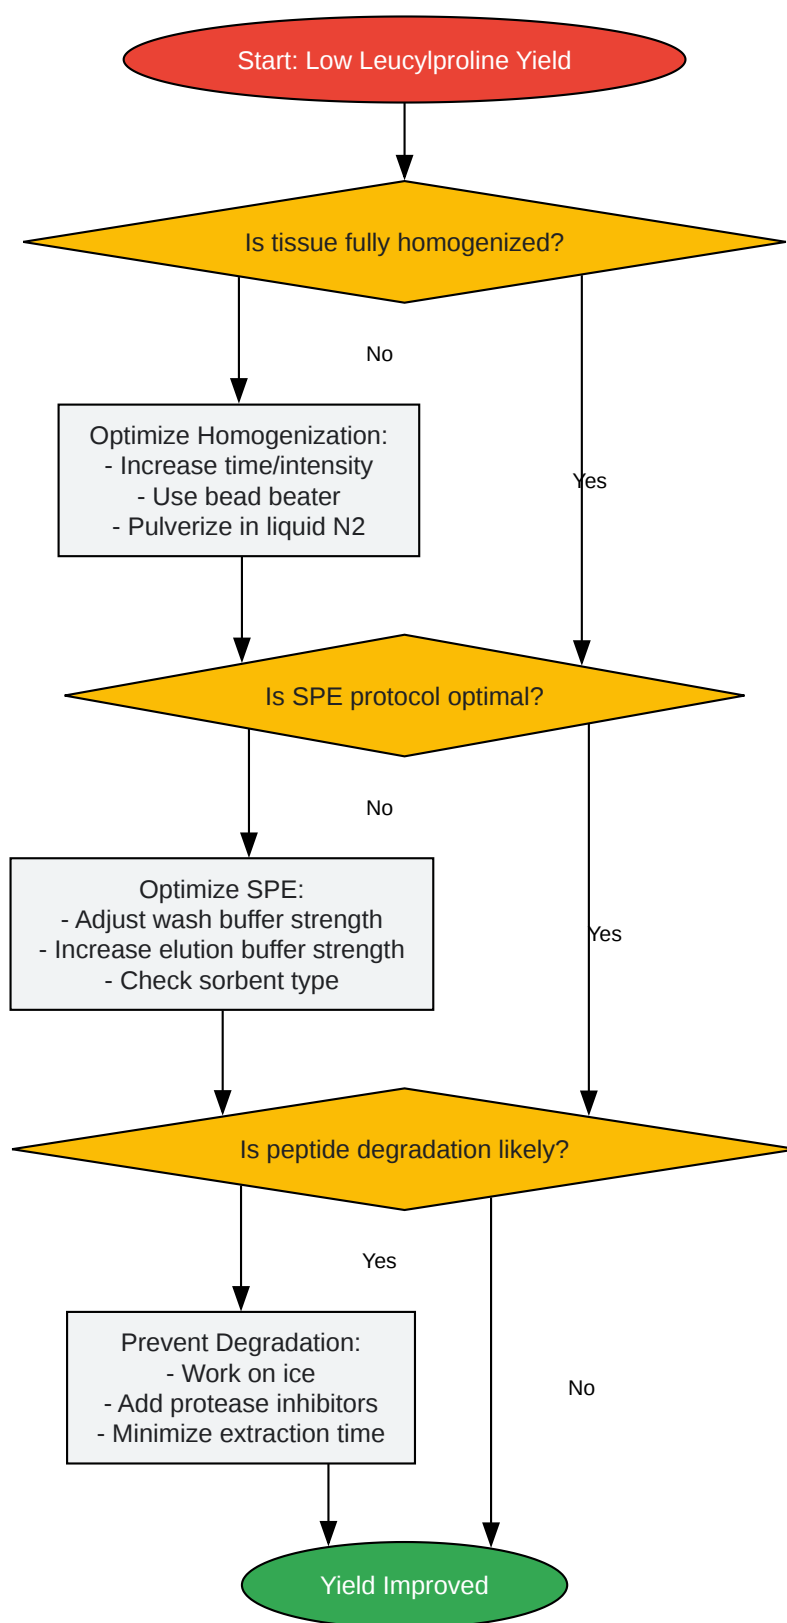 Start: Low Leucylproline Yield
Is tissue fully homogenized?
No
Optimize Homogenization:
- Increase time/intensity
- Use bead beater
- Pulverize in liquid N2
Yes
Is SPE protocol optimal?
No
Optimize SPE:
- Adjust wash buffer strength
- Increase elution buffer strength
- Check sorbent type
Yes
Is peptide degradation likely?
Yes
Prevent Degradation:
- Work on ice
- Add protease inhibitors
- Minimize extraction time
No
Yield Improved